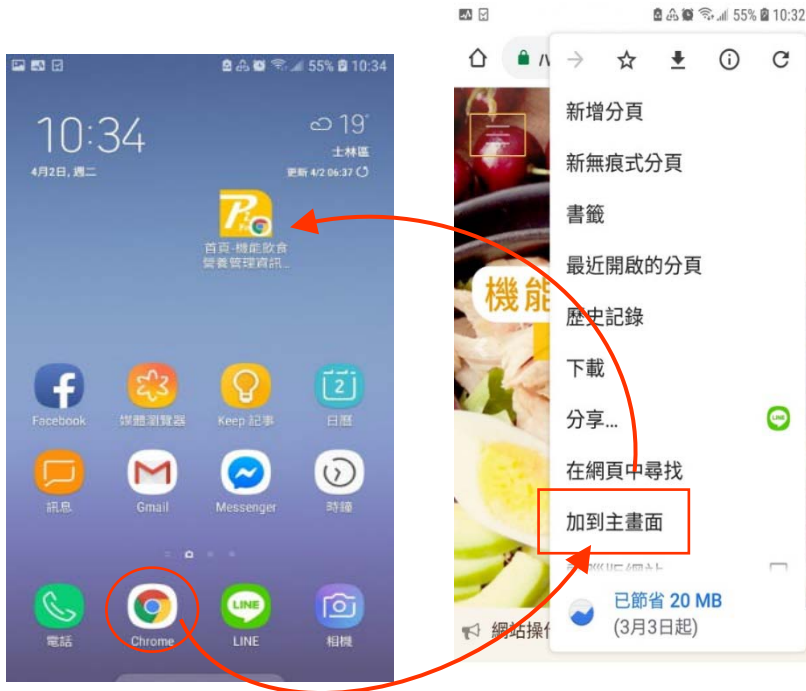 55% 10:34
10:34
19°
士林區
4月2日, 週二
更新 4/2 06:37
首頁-機能飲食
營養管理資訊...
Facebook
媒體瀏覽器
Keep 記事
2
日曆
訊息
Gmail
Messenger
時鐘
電話
Chrome
LINE
LINE
相機
55% 10:32
新增分頁
新無痕式分頁
書籤
最近開啟的分頁
歷史記錄
下載
分享...
LINE
在網頁中尋找
加到主畫面
已節省 20 MB
(3月3日起)
機能
網站操作